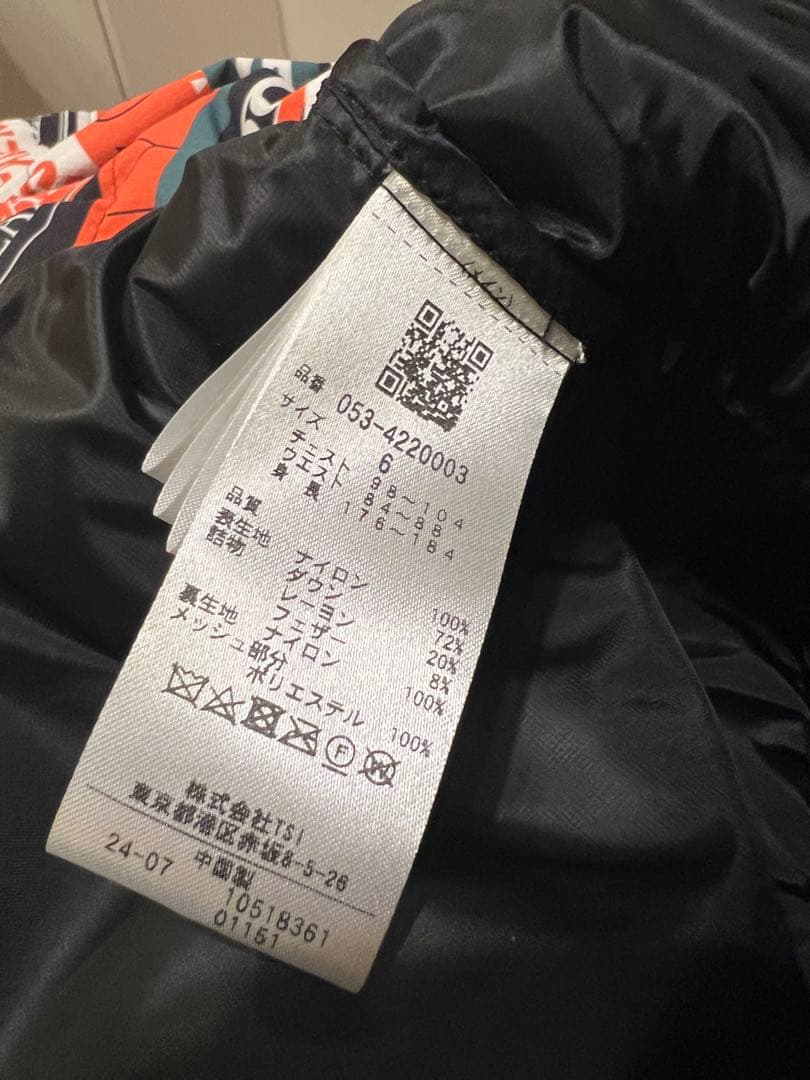 (メイン)
品番 053-4220003
サイズ 6
チェスト 98～104
ウエスト 84～88
身長 176～184
品質
表生地 ナイロン 100%
詰物 ダウン 72%
レーヨン 20%
フェザー 8%
表生地 ナイロン 100%
メッシュ部分
ポリエステル 100%
F W
株式会社TSI
東京都港区赤坂8-5-26
24-07 中国製
10518361
01151